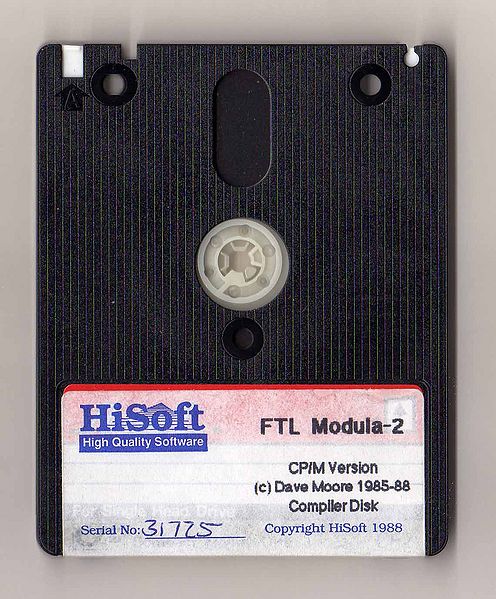 HiSoft
High Quality Software
FTL Modula-2
CP/M Version
(c) Dave Moore 1985-88
Compiler Disk
For Single Head Drive
Serial No: 31725
Copyright HiSoft 1988